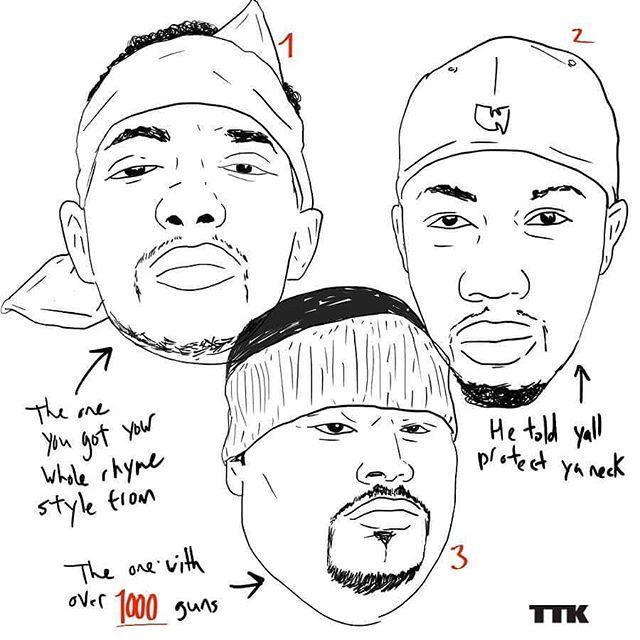 1
2
The one
you got your
whole rhyme
style from
He told yall
protect ya neck
3
The one with
over 1000 guns
TTK